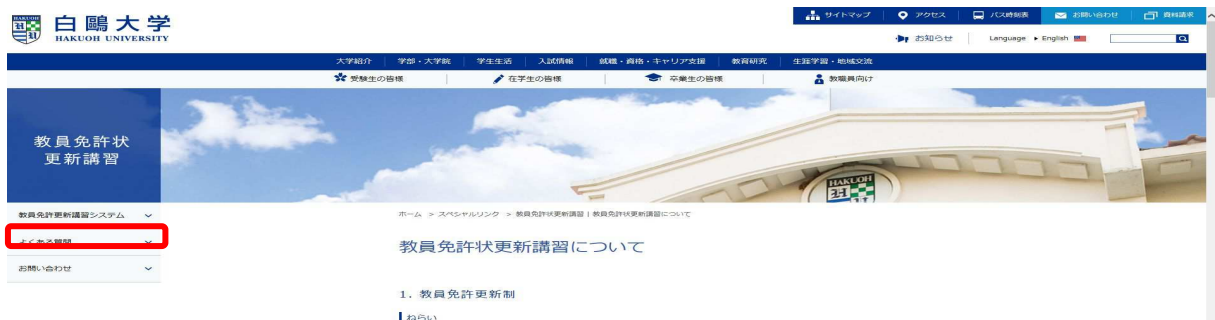 白鷗大学
HAKUOH UNIVERSITY
サイトマップ アクセス バス時刻表 お問い合わせ 資料請求
お知らせ Language ▸ English
大学紹介 学部・大学院 学生生活 入試情報 就職・資格・キャリア支援 教育研究 生涯学習・地域交流
受験生の皆様 在学生の皆様 卒業生の皆様 教職員向け
教員免許状
更新講習
HAKUOH
教員免許更新講習システム
よくある質問
お問い合わせ
ホーム > スペシャルリンク > 教員免許状更新講習 | 教員免許状更新講習について
教員免許状更新講習について
1. 教員免許更新制
ねらい